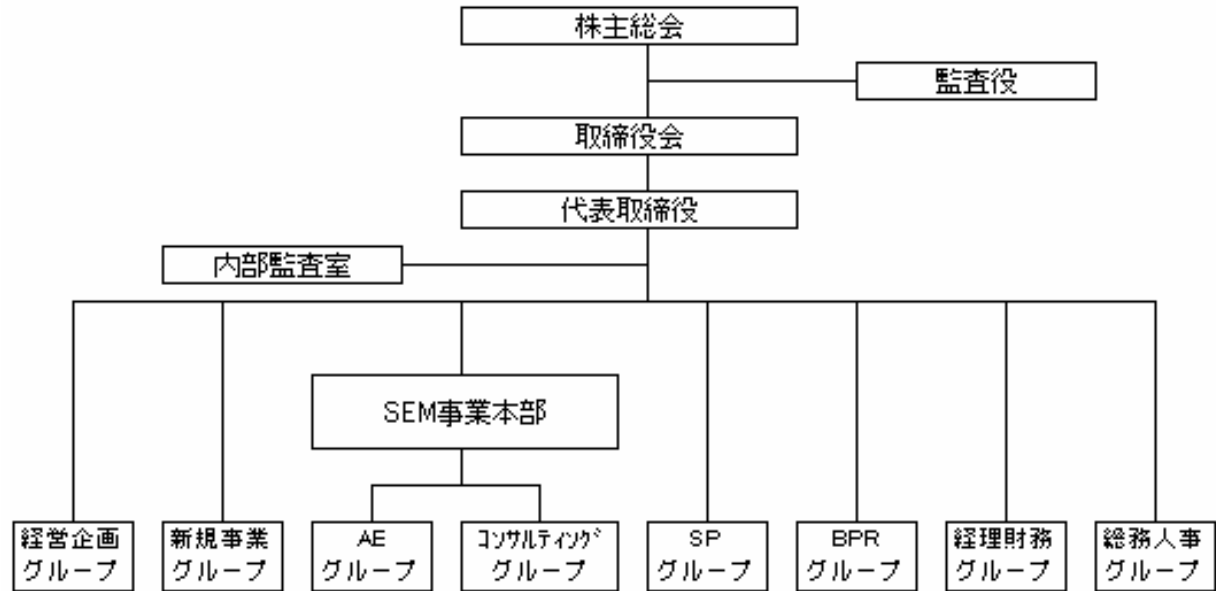 株主総会
監査役
取締役会
代表取締役
内部監査室
SEM事業本部
経営企画
グループ
新規事業
グループ
AE
グループ
ｺﾝｻﾙﾃｨﾝｸﾞ
グループ
SP
グループ
BPR
グループ
経理財務
グループ
総務人事
グループ